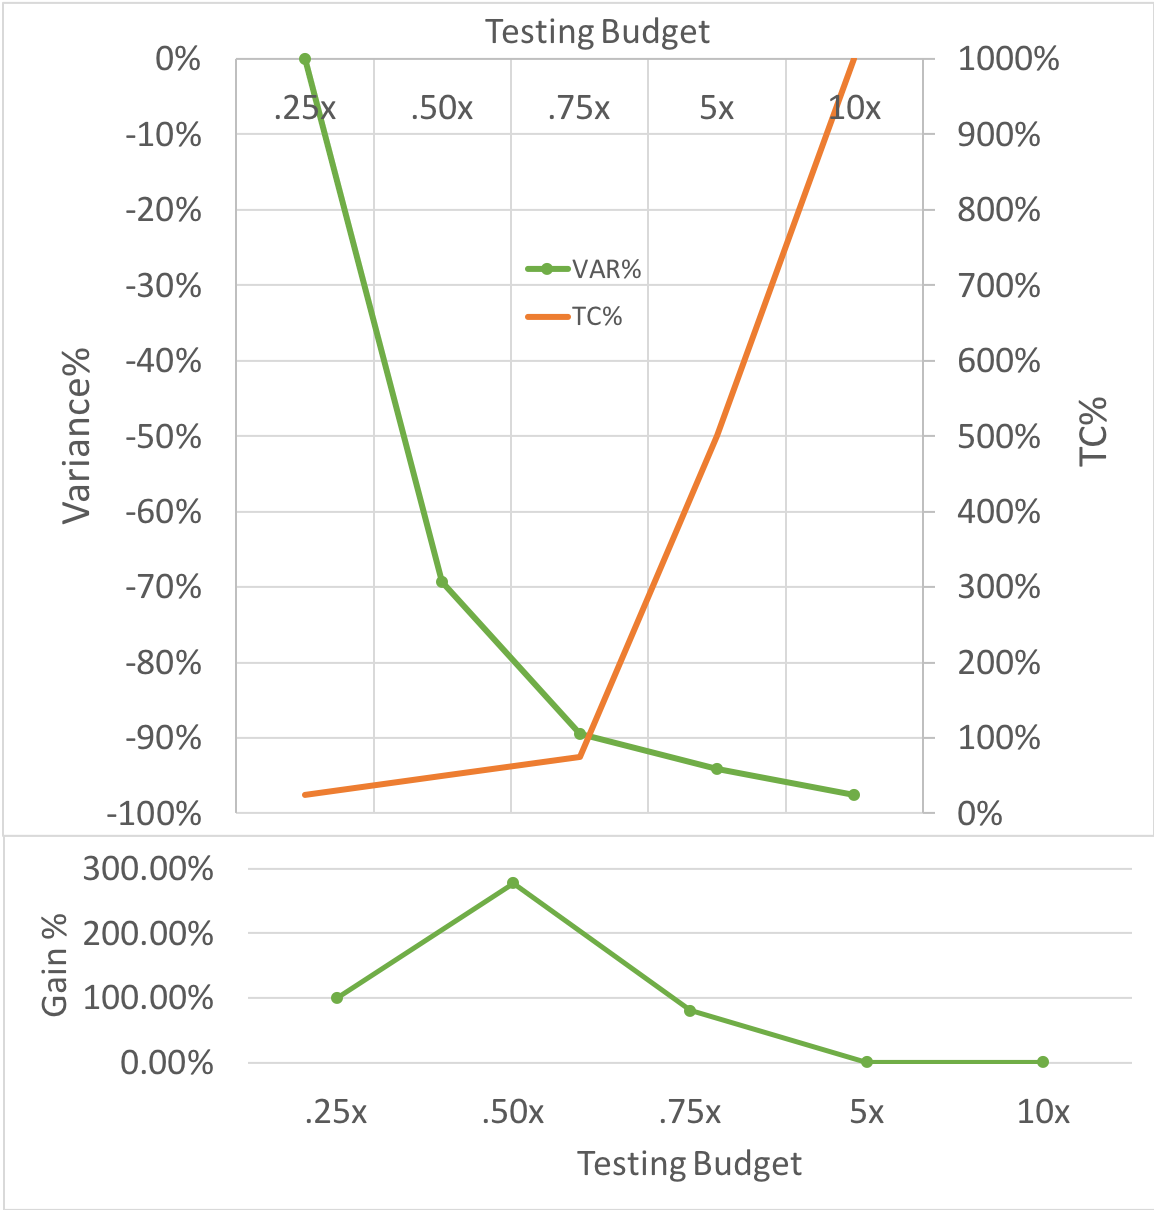 Testing Budget
0%
1000%
.25x .50x .75x 5x 10x
-10%
900%
-20%
800%
-30%
700%
-40%
600%
-50%
500%
-60%
400%
-70%
300%
-80%
200%
-90%
100%
-100%
0%
VAR%
TC%
Variance%
TC%
300.00%
200.00%
100.00%
0.00%
Gain %
.25x .50x .75x 5x 10x
Testing Budget